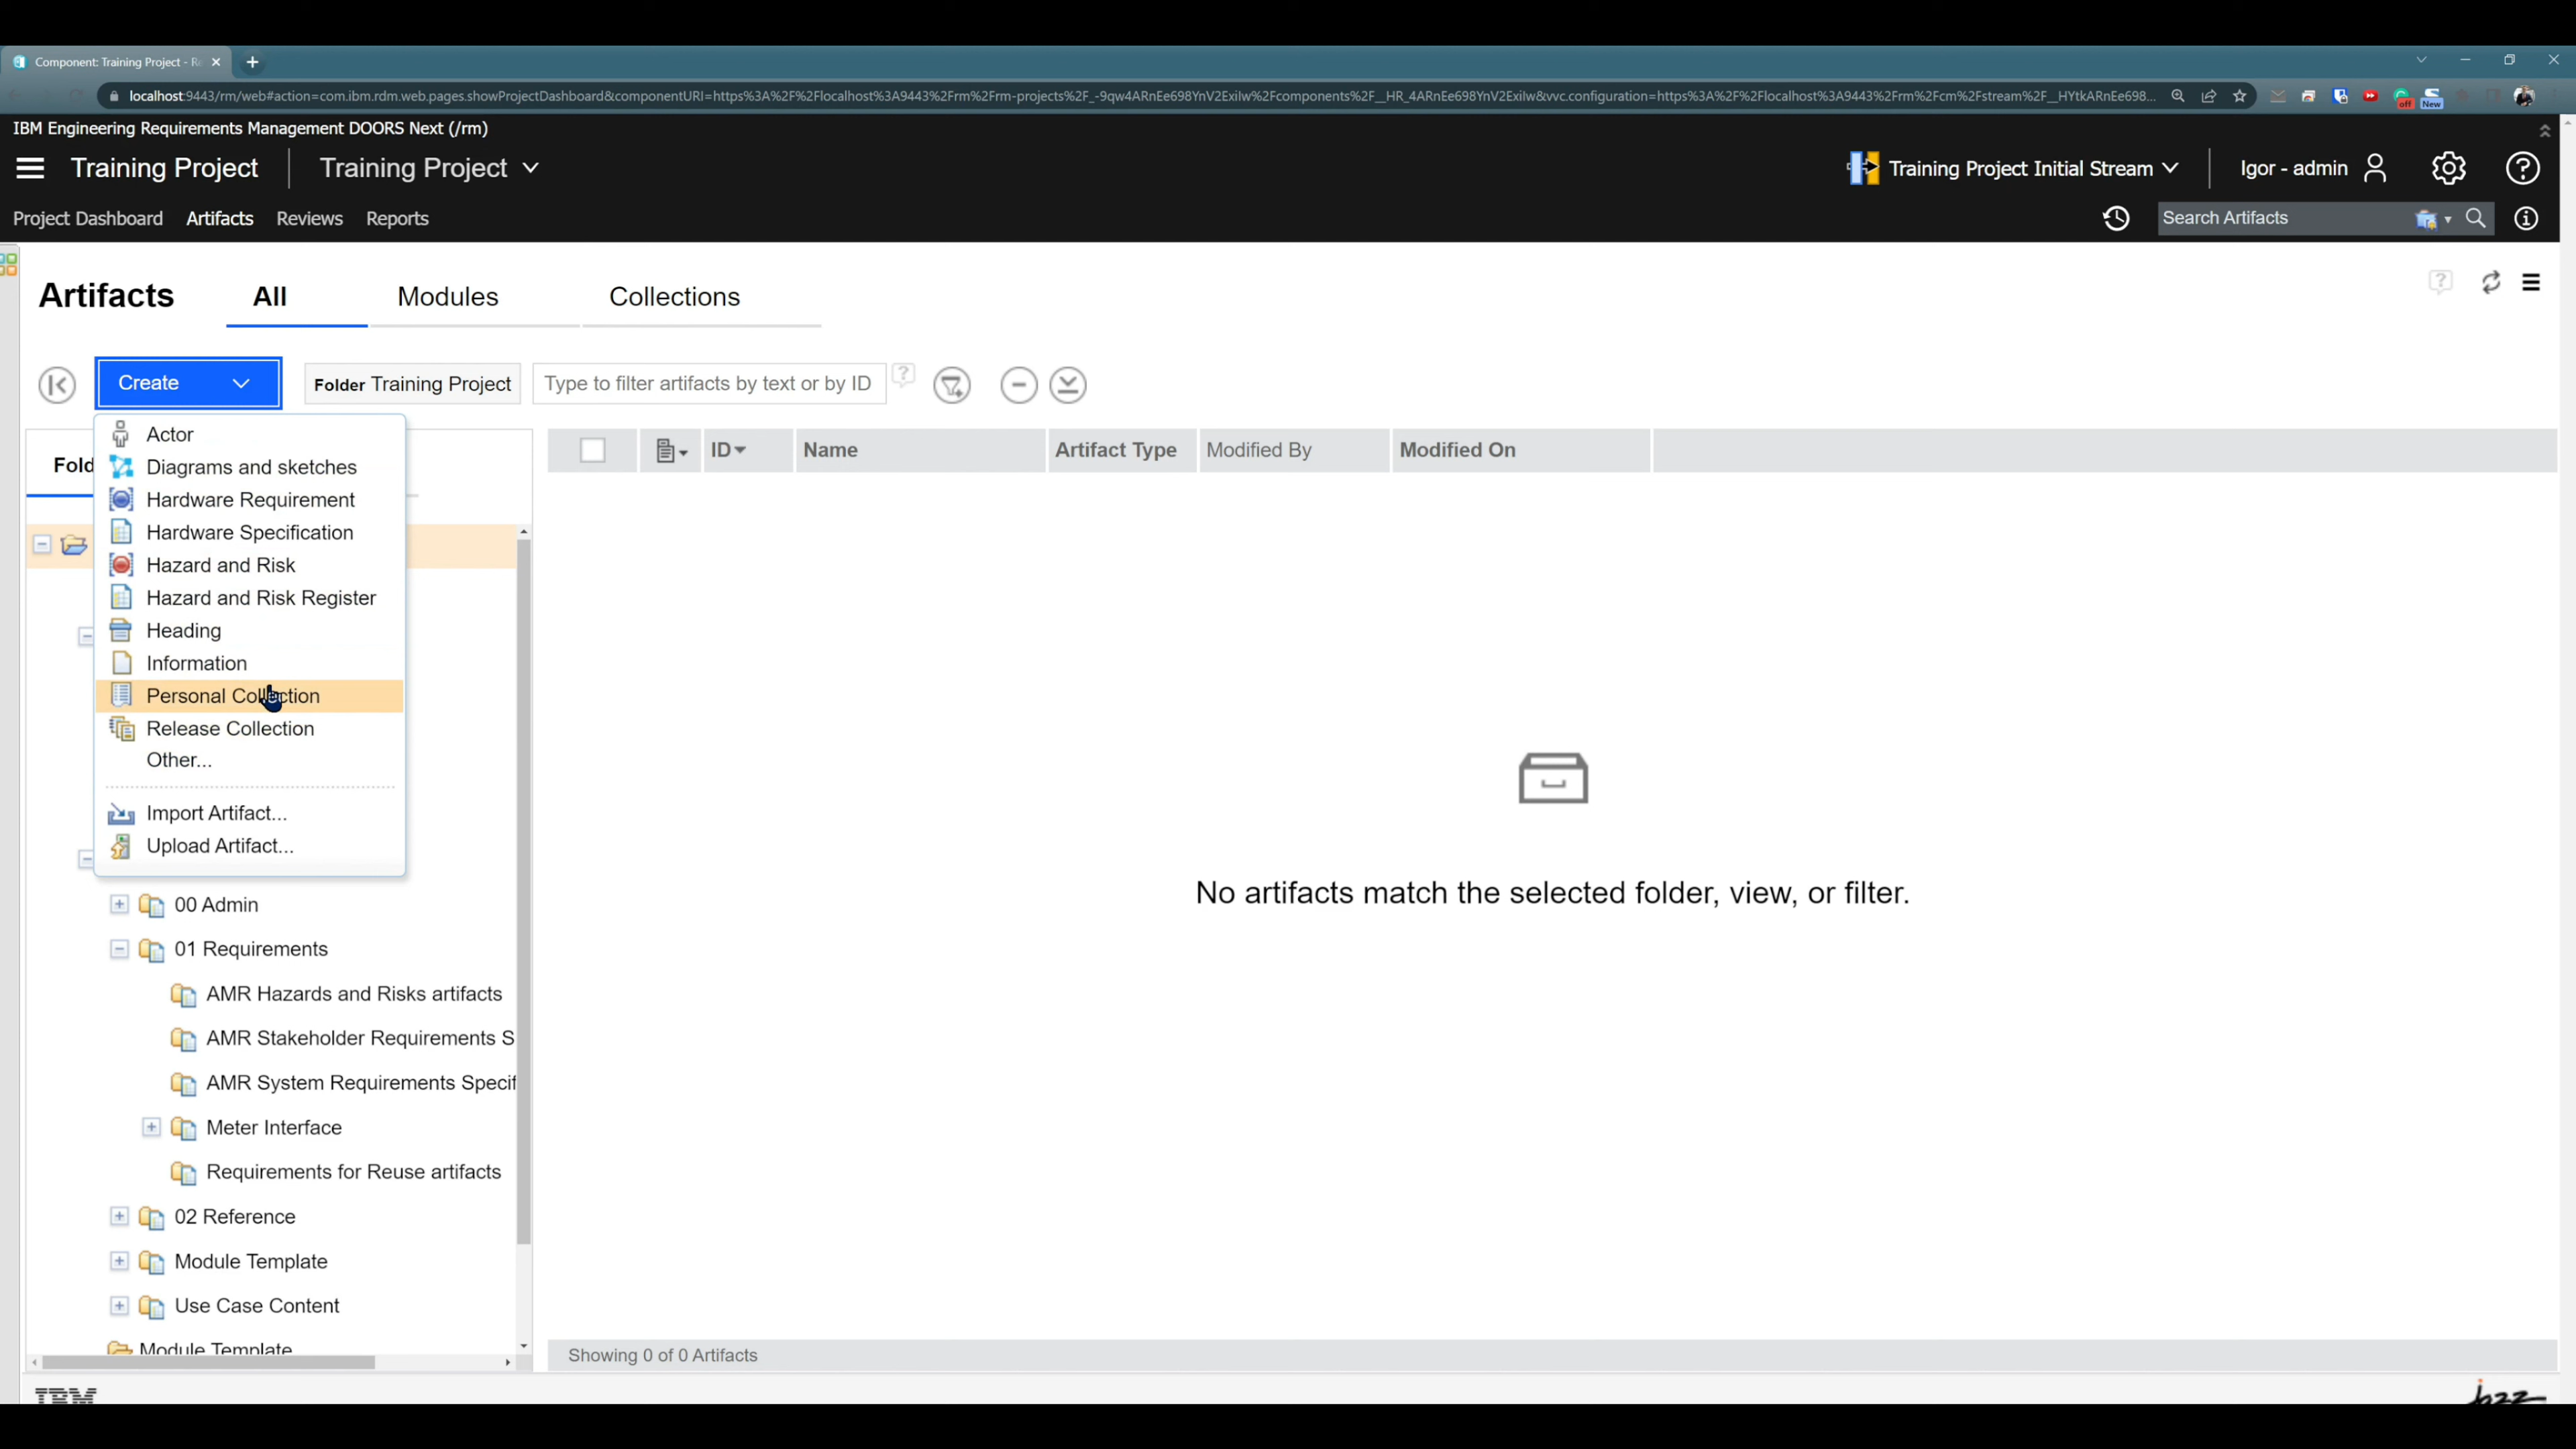 Component: Training Project - Re
localhost:9443/rm/web#action=com.ibm.rdm.web.pages.showProjectDashboard&componentURI=https%3A%2F%2Flocalhost%3A9443%2Frm%2Frm-projects%2F_-9qw4ARnEe698YnV2Exilw%2Fcomponents%2F__HR_4ARnEe698YnV2Exilw&vvc.configuration=https%3A%2F%2Flocalhost%3A9443%2Frm%2Fcm%2Fstream%2F__HYtkARnEe698...
off
New
IBM Engineering Requirements Management DOORS Next (/rm)
Training Project
Training Project
Training Project Initial Stream
Igor - admin
Project Dashboard Artifacts Reviews Reports
Search Artifacts
Artifacts
All
Modules
Collections
Create
Folder Training Project
Type to filter artifacts by text or by ID
Fold
Actor
Diagrams and sketches
Hardware Requirement
Hardware Specification
Hazard and Risk
Hazard and Risk Register
Heading
Information
Personal Collection
Release Collection
Other...
Import Artifact...
Upload Artifact...
00 Admin
01 Requirements
AMR Hazards and Risks artifacts
AMR Stakeholder Requirements S
AMR System Requirements Specif
Meter Interface
Requirements for Reuse artifacts
02 Reference
Module Template
Use Case Content
Module Template
ID
Name
Artifact Type
Modified By
Modified On
No artifacts match the selected folder, view, or filter.
Showing 0 of 0 Artifacts
IBM
jazz